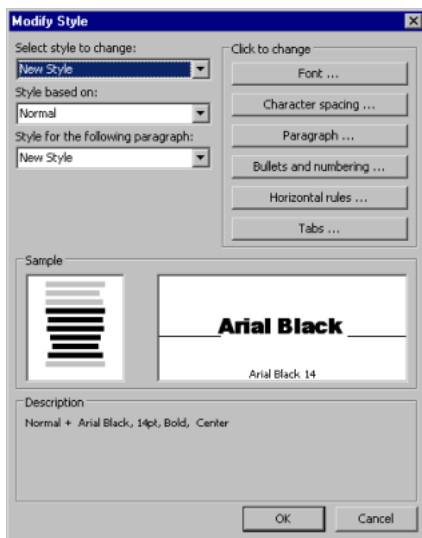 Modify Style
Select style to change:
New Style
Style based on:
Normal
Style for the following paragraph:
New Style
Click to change
Font ...
Character spacing ...
Paragraph ...
Bullets and numbering ...
Horizontal rules ...
Tabs ...
Sample
Arial Black
Arial Black 14
Description
Normal + Arial Black, 14pt, Bold, Center
OK
Cancel